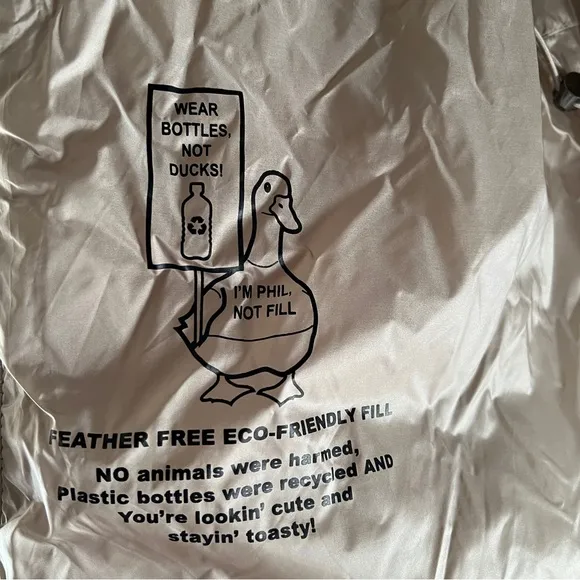 WEAR
BOTTLES,
NOT
DUCKS!
I'M PHIL,
NOT FILL
FEATHER FREE ECO-FRIENDLY FILL
NO animals were harmed,
Plastic bottles were recycled AND
You're lookin' cute and
stayin' toasty!